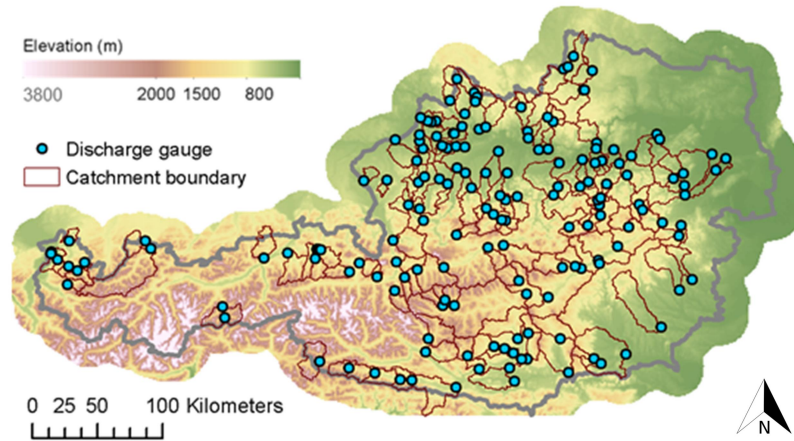 Elevation (m)
3800 2000 1500 800
Discharge gauge
Catchment boundary
0 25 50 100 Kilometers
N